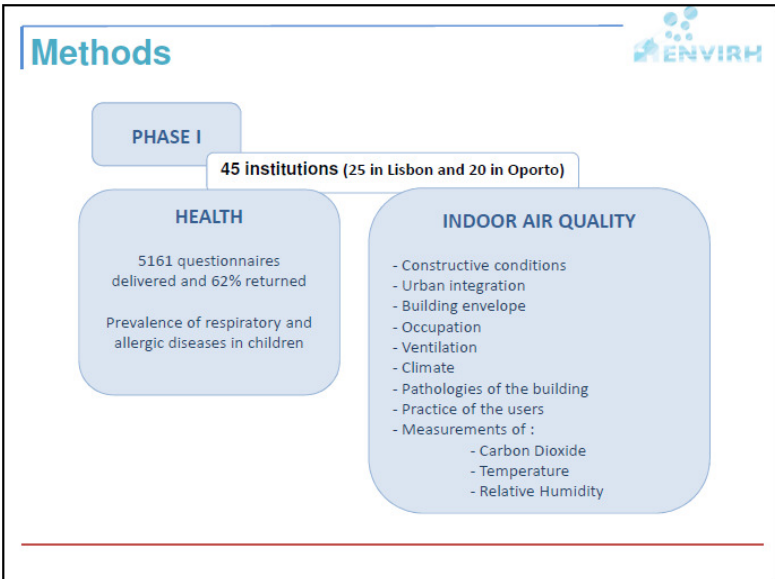 Methods
ENVIRH
PHASE I
45 institutions (25 in Lisbon and 20 in Oporto)
HEALTH
5161 questionnaires
delivered and 62% returned
Prevalence of respiratory and
allergic diseases in children
INDOOR AIR QUALITY
- Constructive conditions
- Urban integration
- Building envelope
- Occupation
- Ventilation
- Climate
- Pathologies of the building
- Practice of the users
- Measurements of :
- Carbon Dioxide
- Temperature
- Relative Humidity